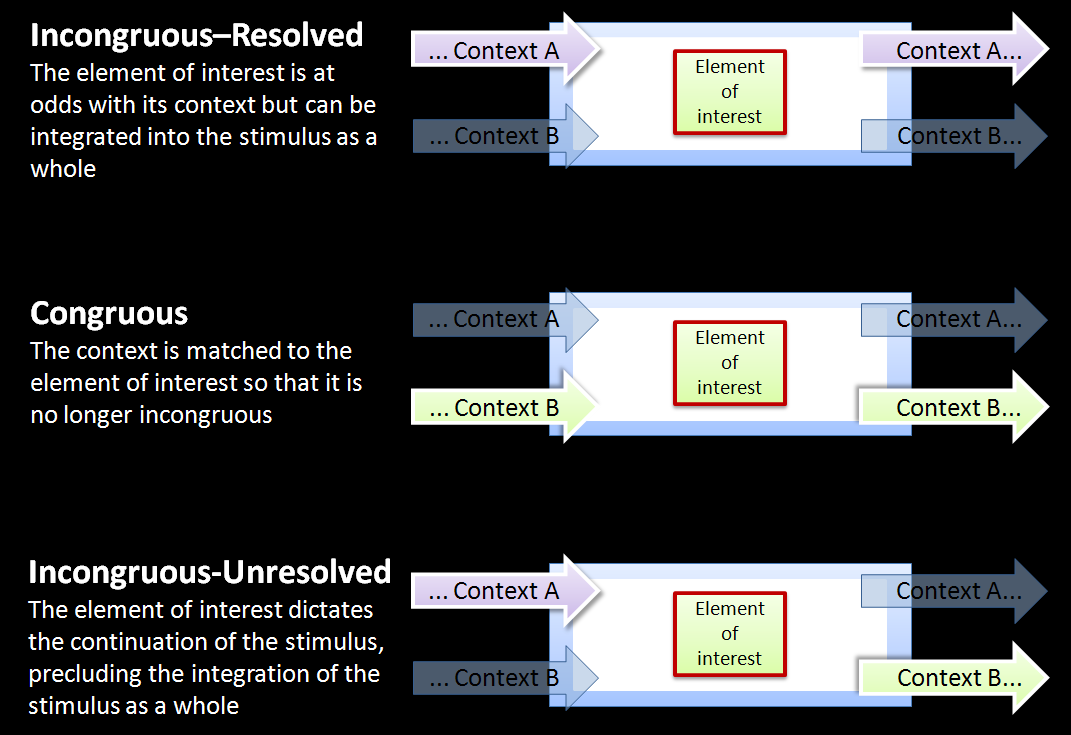 Incongruous–Resolved
The element of interest is at
odds with its context but can be
integrated into the stimulus as a
whole
... Context A
Element
of
interest
Context A...
... Context B
Context B...
Congruous
The context is matched to the
element of interest so that it is
no longer incongruous
... Context A
Element
of
interest
Context A...
... Context B
Context B...
Incongruous-Unresolved
The element of interest dictates
the continuation of the stimulus,
precluding the integration of the
stimulus as a whole
... Context A
Element
of
interest
Context A...
... Context B
Context B...